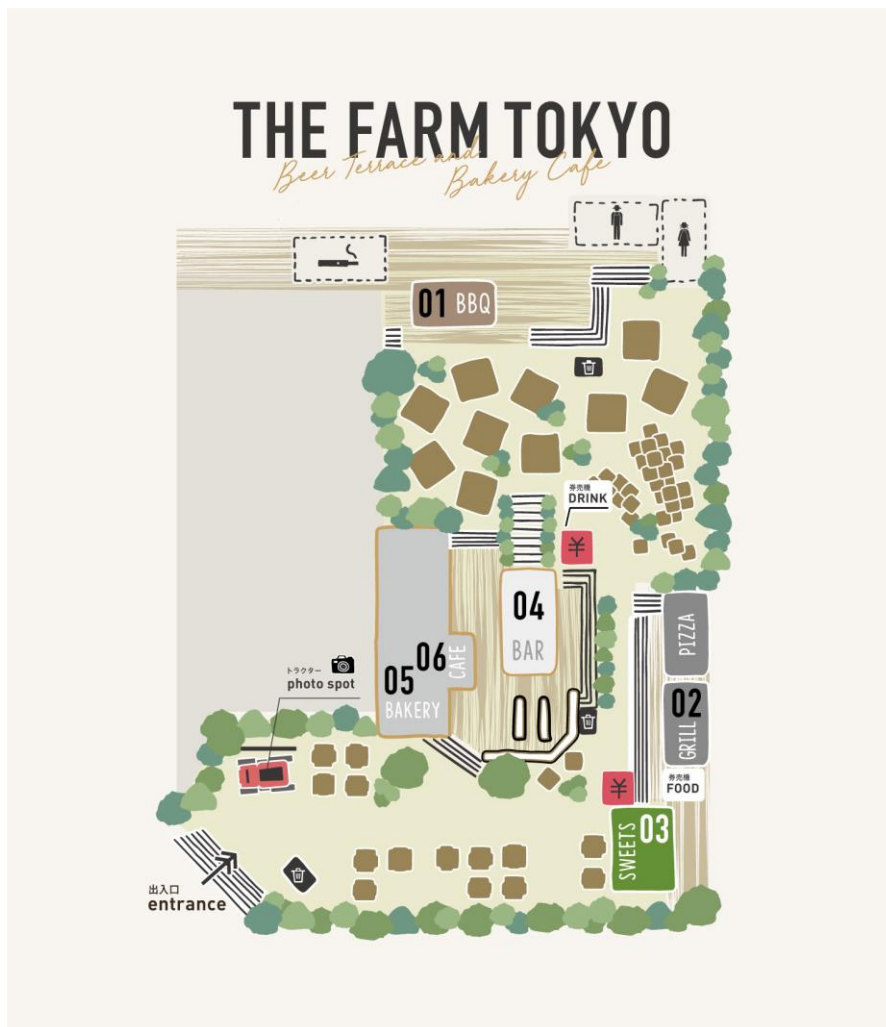 THE FARM TOKYO
Beer Terrace and
Bakery Cafe
01 BBQ
券売機
DRINK
¥
04
BAR
PIZZA
06
CAFE
05
BAKERY
トラクター
photo spot
02
GRILL
券売機
FOOD
¥
03
SWEETS
出入口
entrance